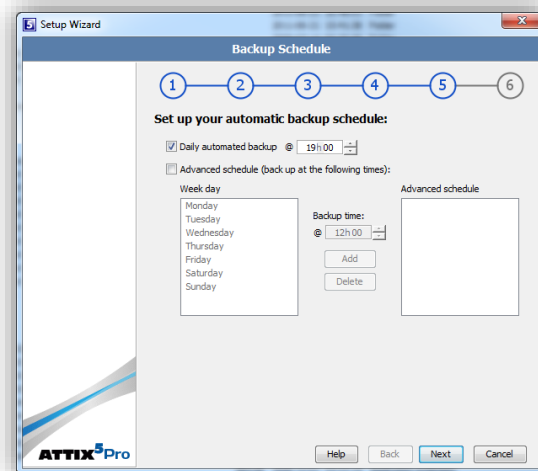 Setup Wizard
Backup Schedule
1 2 3 4 5 6
Set up your automatic backup schedule:
Daily automated backup @ 19h00
Advanced schedule (back up at the following times):
Week day
Advanced schedule
Monday
Tuesday
Wednesday
Thursday
Friday
Saturday
Sunday
Backup time:
@ 12h00
Add
Delete
ATTIX5Pro
Help Back Next Cancel